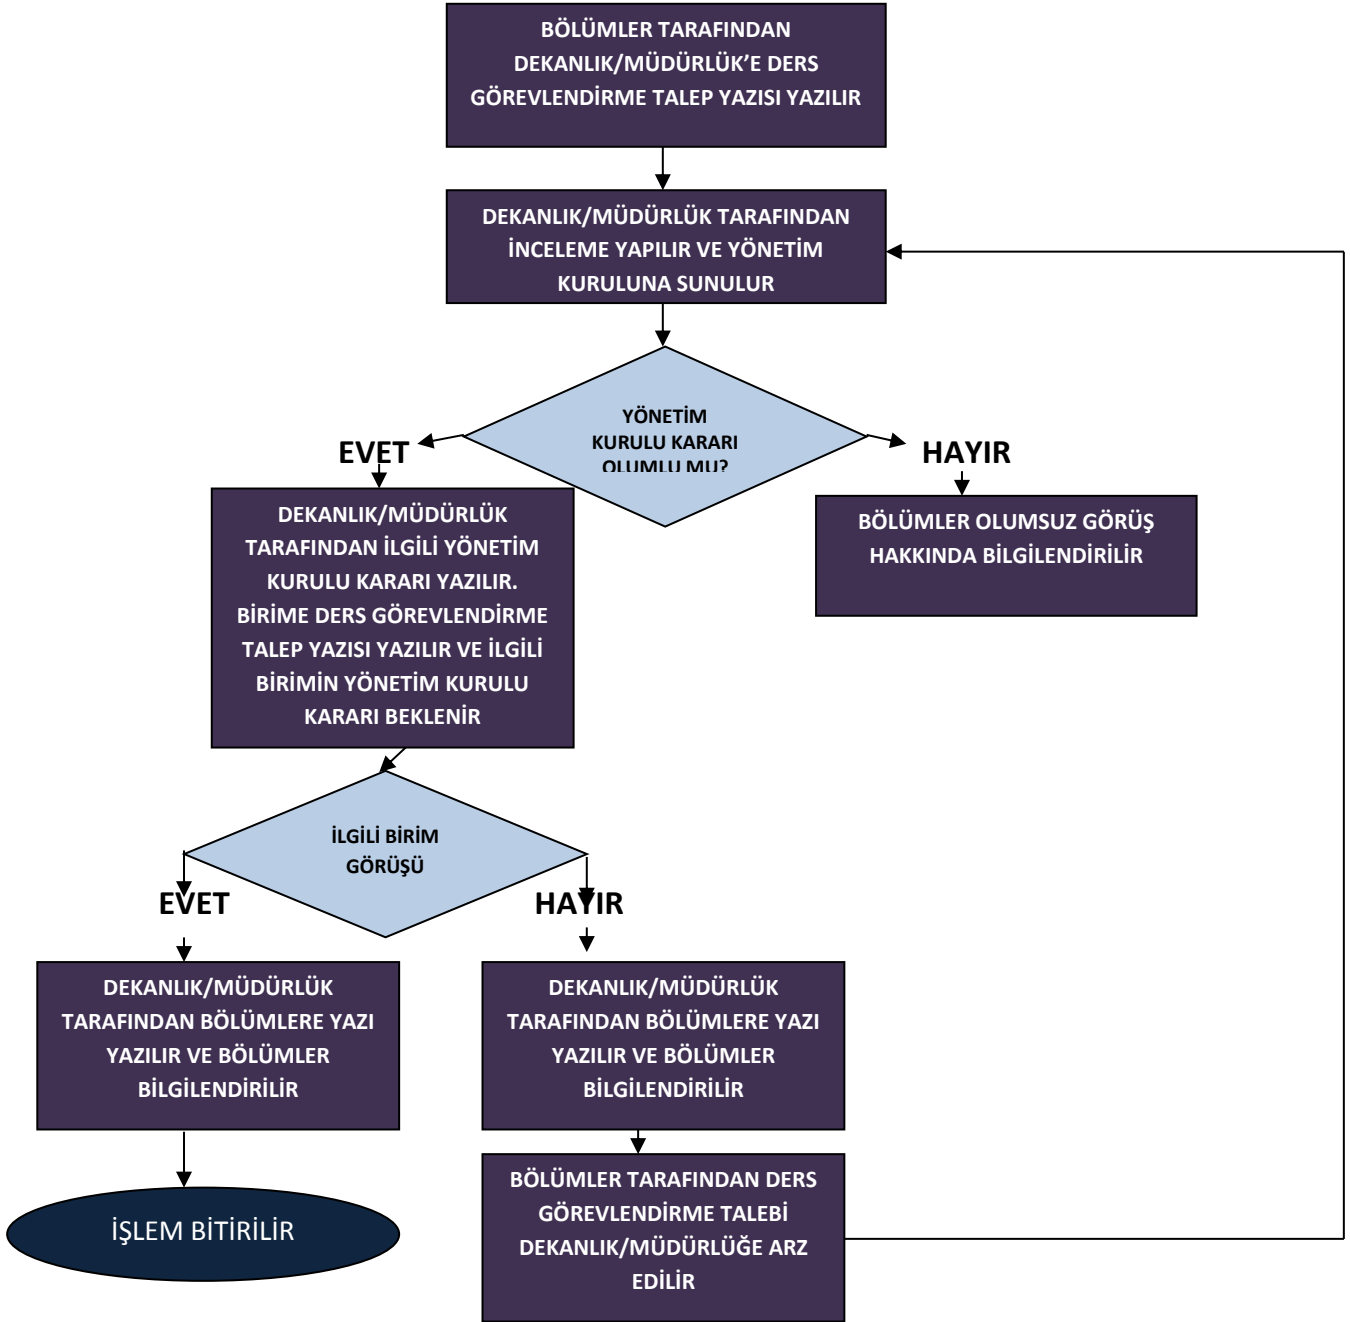 BÖLÜMLER TARAFINDAN
DEKANLIK/MÜDÜRLÜK’E DERS
GÖREVLENDİRME TALEP YAZISI YAZILIR
DEKANLIK/MÜDÜRLÜK TARAFINDAN
İNCELEME YAPILIR VE YÖNETİM
KURULUNA SUNULUR
YÖNETİM
KURULU KARARI
OLUMLU MU?
EVET
HAYIR
DEKANLIK/MÜDÜRLÜK
TARAFINDAN İLGİLİ YÖNETİM
KURULU KARARI YAZILIR.
BİRİME DERS GÖREVLENDİRME
TALEP YAZISI YAZILIR VE İLGİLİ
BİRİMİN YÖNETİM KURULU
KARARI BEKLENİR
BÖLÜMLER OLUMSUZ GÖRÜŞ
HAKKINDA BİLGİLENDİRİLİR
İLGİLİ BİRİM
GÖRÜŞÜ
EVET
HAYIR
DEKANLIK/MÜDÜRLÜK
TARAFINDAN BÖLÜMLERE YAZI
YAZILIR VE BÖLÜMLER
BİLGİLENDİRİLİR
DEKANLIK/MÜDÜRLÜK
TARAFINDAN BÖLÜMLERE YAZI
YAZILIR VE BÖLÜMLER
BİLGİLENDİRİLİR
İŞLEM BİTİRİLİR
BÖLÜMLER TARAFINDAN DERS
GÖREVLENDİRME TALEBİ
DEKANLIK/MÜDÜRLÜĞE ARZ
EDİLİR